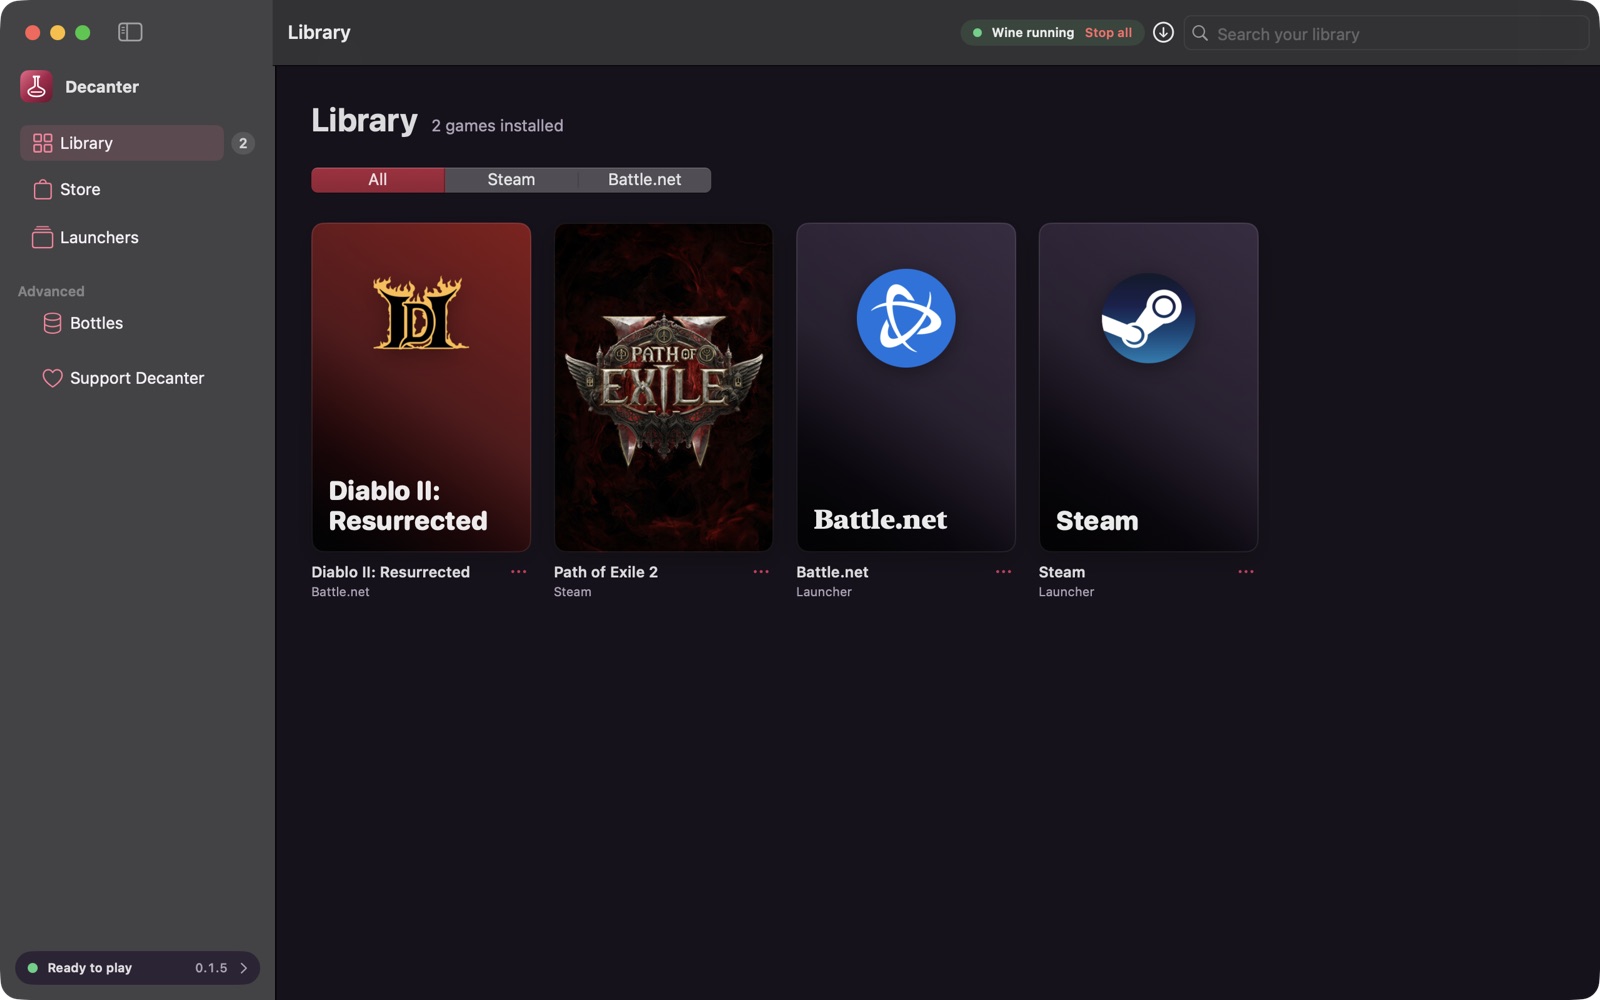 Library
Wine running Stop all
Search your library
Decanter
Library 2
Store
Launchers
Advanced
Bottles
Support Decanter
Ready to play 0.1.5
Library 2 games installed
All Steam Battle.net
DII
Diablo II:
Resurrected
PATH OF
EXILE
II
Battle.net
Steam
Diablo II: Resurrected
Battle.net
Path of Exile 2
Steam
Battle.net
Launcher
Steam
Launcher